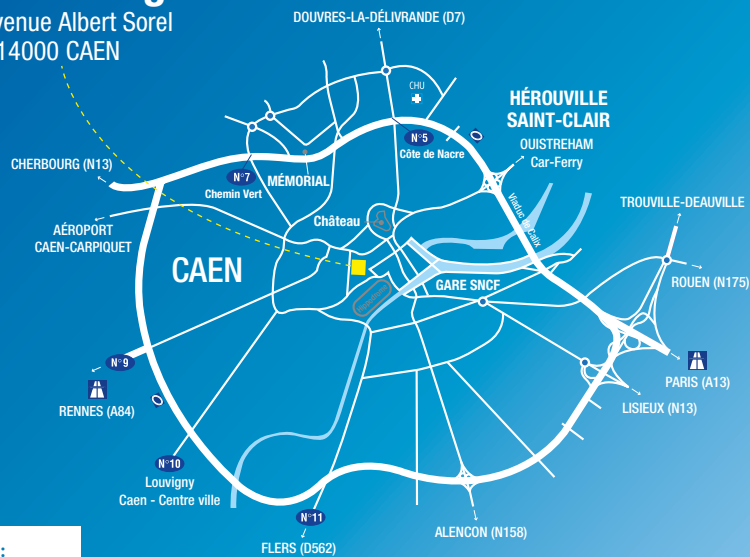 venue Albert Sorel
14000 CAEN
DOUVRES-LA-DÉLIVRANDE (D7)
CHU
HÉROUVILLE
SAINT-CLAIR
N°5
Côte de Nacre
OUISTREHAM
Car-Ferry
CHERBOURG (N13)
N°7
Chemin Vert
MÉMORIAL
Viaduc de Calix
TROUVILLE-DEAUVILLE
Château
AÉROPORT
CAEN-CARPIQUET
CAEN
GARE SNCF
ROUEN (N175)
Hippodrome
N°9
RENNES (A84)
PARIS (A13)
LISIEUX (N13)
N°10
Louvigny
Caen - Centre ville
N°11
FLERS (D562)
ALENCON (N158)
: